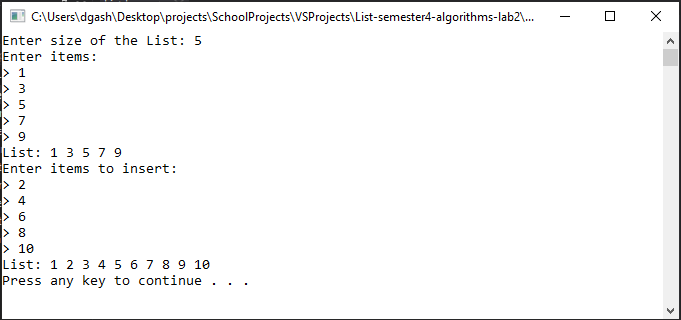 C:\Users\dgash\Desktop\projects\SchoolProjects\VSProjects\List-semester4-algorithms-lab2\...
Enter size of the List: 5
Enter items:
> 1
> 3
> 5
> 7
> 9
List: 1 3 5 7 9
Enter items to insert:
> 2
> 4
> 6
> 8
> 10
List: 1 2 3 4 5 6 7 8 9 10
Press any key to continue . . .